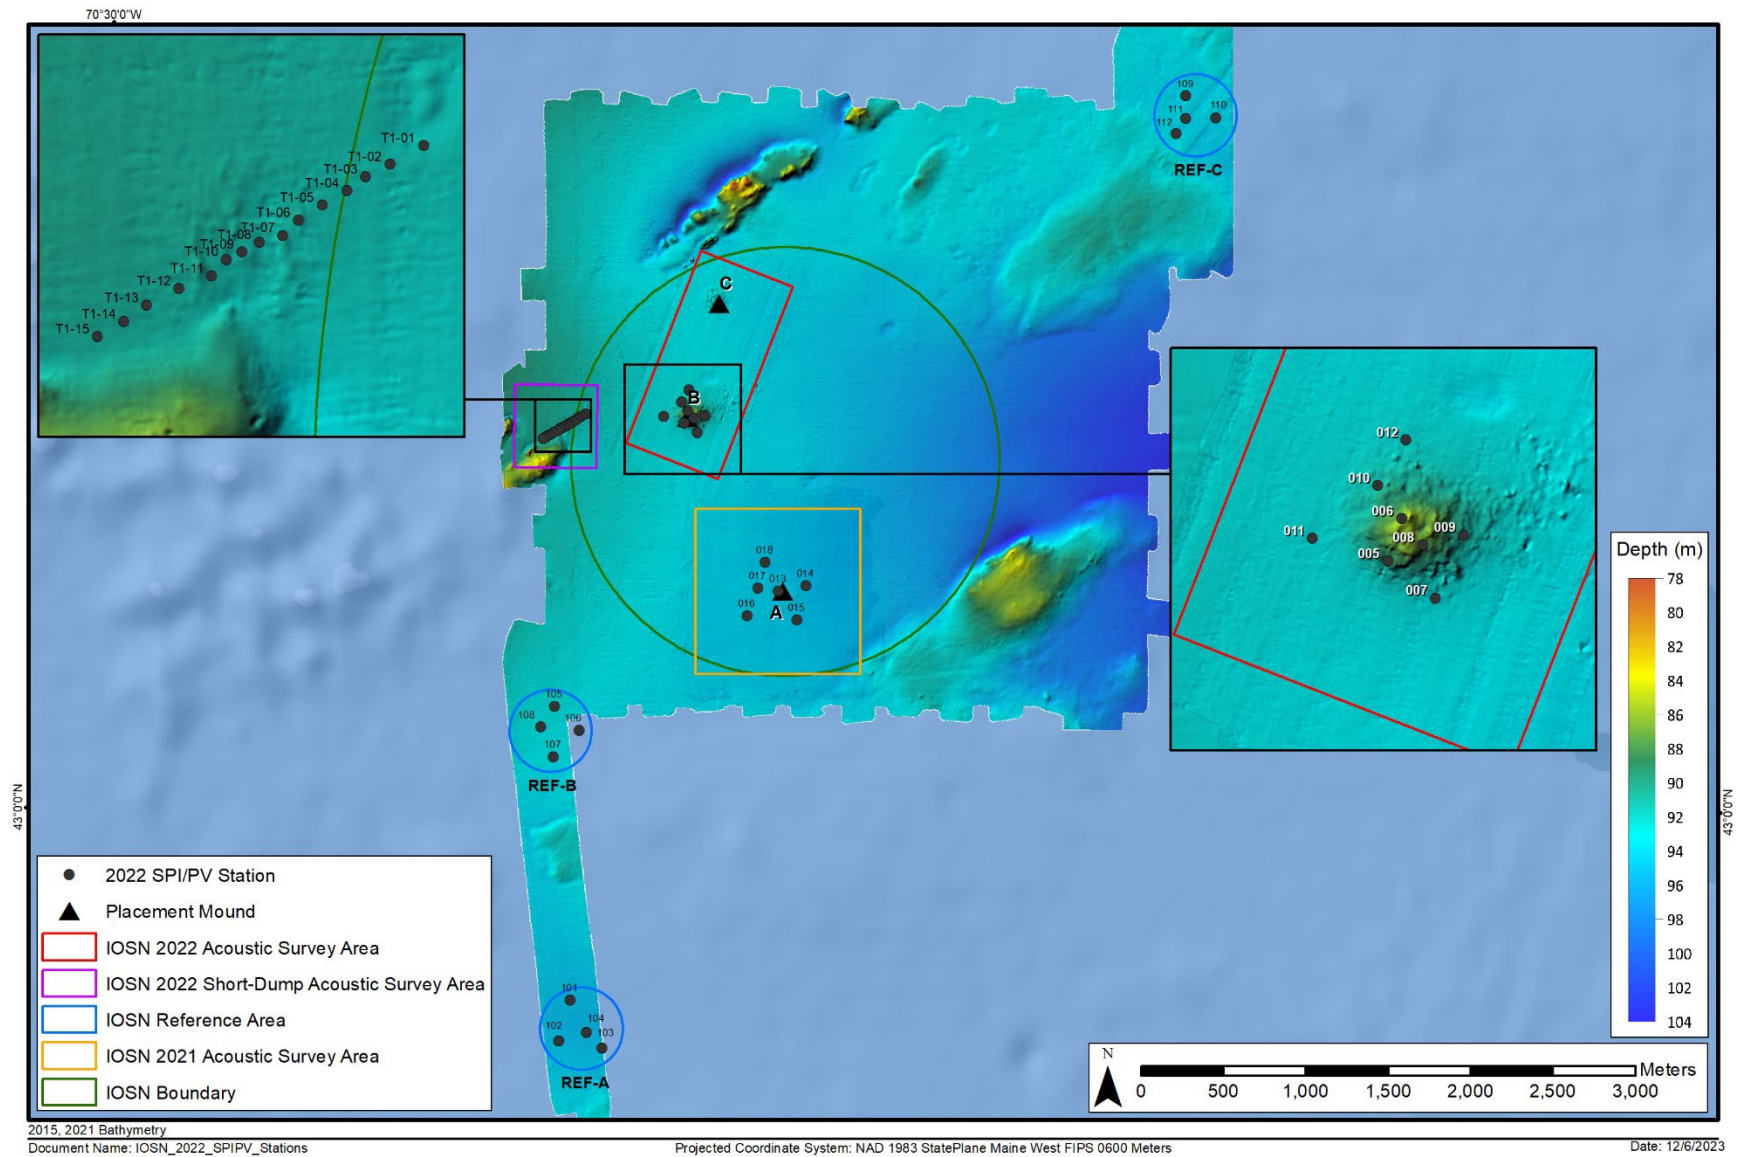 70°30'0"W
T1-01
T1-02
T1-03
T1-04
T1-05
T1-06
T1-07
T1-08
T1-09
T1-10
T1-11
T1-12
T1-13
T1-14
T1-15
109
111
110
112
REF-C
C
B
012
010
006
009
011
008
005
007
018
017
013
014
016
015
A
105
108
106
107
REF-B
101
104
102
103
REF-A
43°0'0"N
43°0'0"N
Depth (m)
78
80
82
84
86
88
90
92
94
96
98
100
102
104
2022 SPI/PV Station
Placement Mound
IOSN 2022 Acoustic Survey Area
IOSN 2022 Short-Dump Acoustic Survey Area
IOSN Reference Area
IOSN 2021 Acoustic Survey Area
IOSN Boundary
N
Meters
0 500 1,000 1,500 2,000 2,500 3,000
2015, 2021 Bathymetry
Document Name: IOSN_2022_SPIPV_Stations
Projected Coordinate System: NAD 1983 StatePlane Maine West FIPS 0600 Meters
Date: 12/6/2023